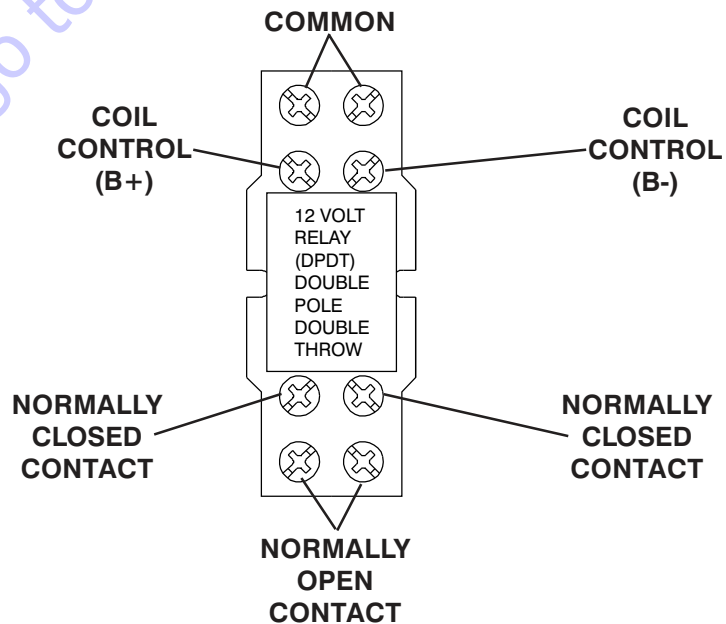 COMMON
COIL
CONTROL
(B+)
COIL
CONTROL
(B-)
12 VOLT
RELAY
(DPDT)
DOUBLE
POLE
DOUBLE
THROW
NORMALLY
CLOSED
CONTACT
NORMALLY
CLOSED
CONTACT
NORMALLY
OPEN
CONTACT
to